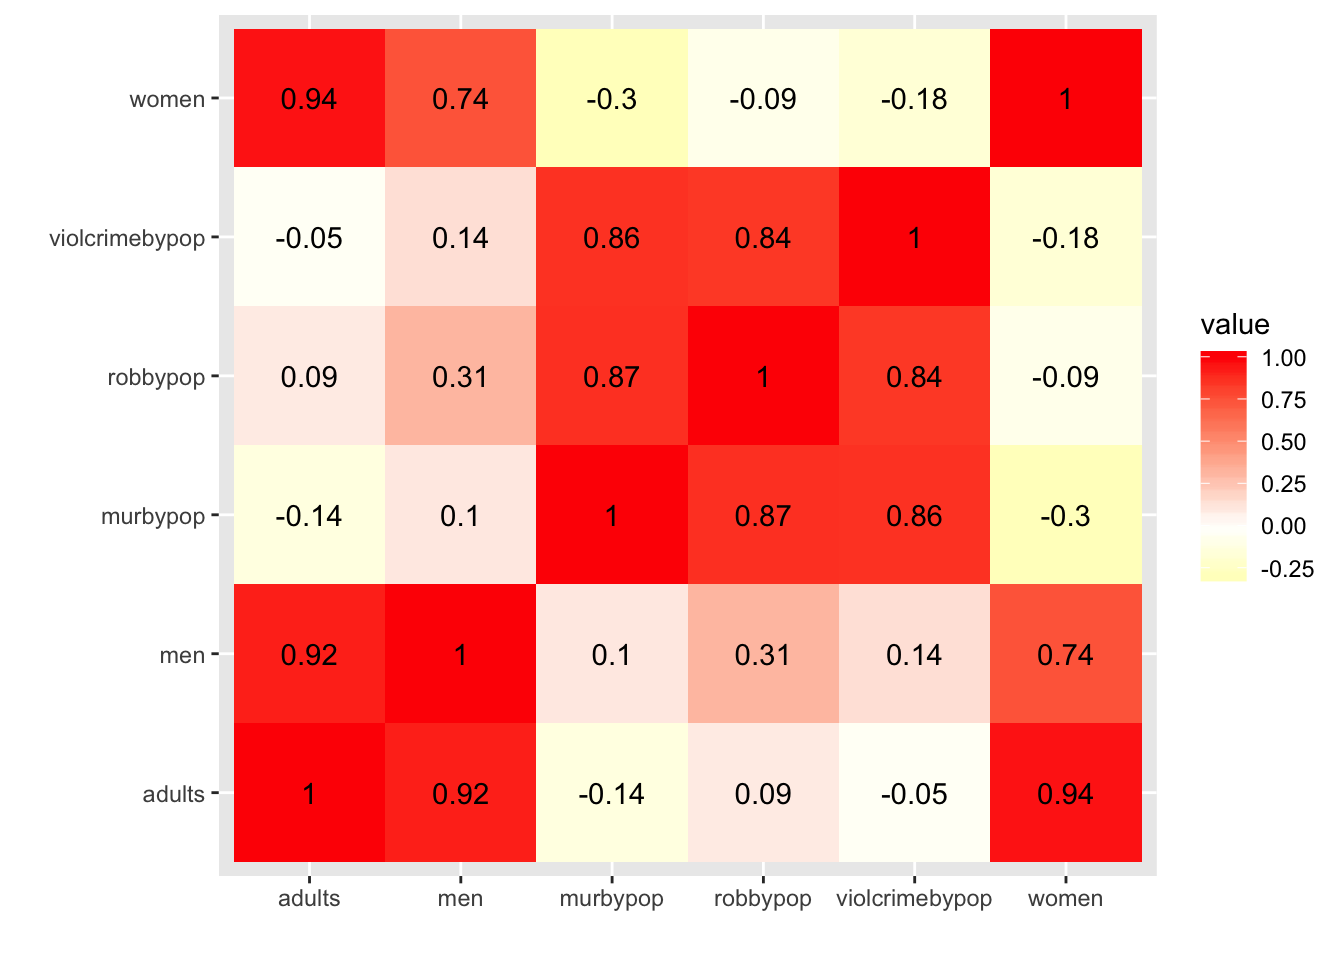 women 0.94 0.74 -0.3 -0.09 -0.18 1
violcrimebypop -0.05 0.14 0.86 0.84 1 -0.18
robbypop 0.09 0.31 0.87 1 0.84 -0.09
murbypop -0.14 0.1 1 0.87 0.86 -0.3
men 0.92 1 0.1 0.31 0.14 0.74
adults 1 0.92 -0.14 0.09 -0.05 0.94
adults men murbypop robbypop violcrimebypop women
value
1.00
0.75
0.50
0.25
0.00
-0.25